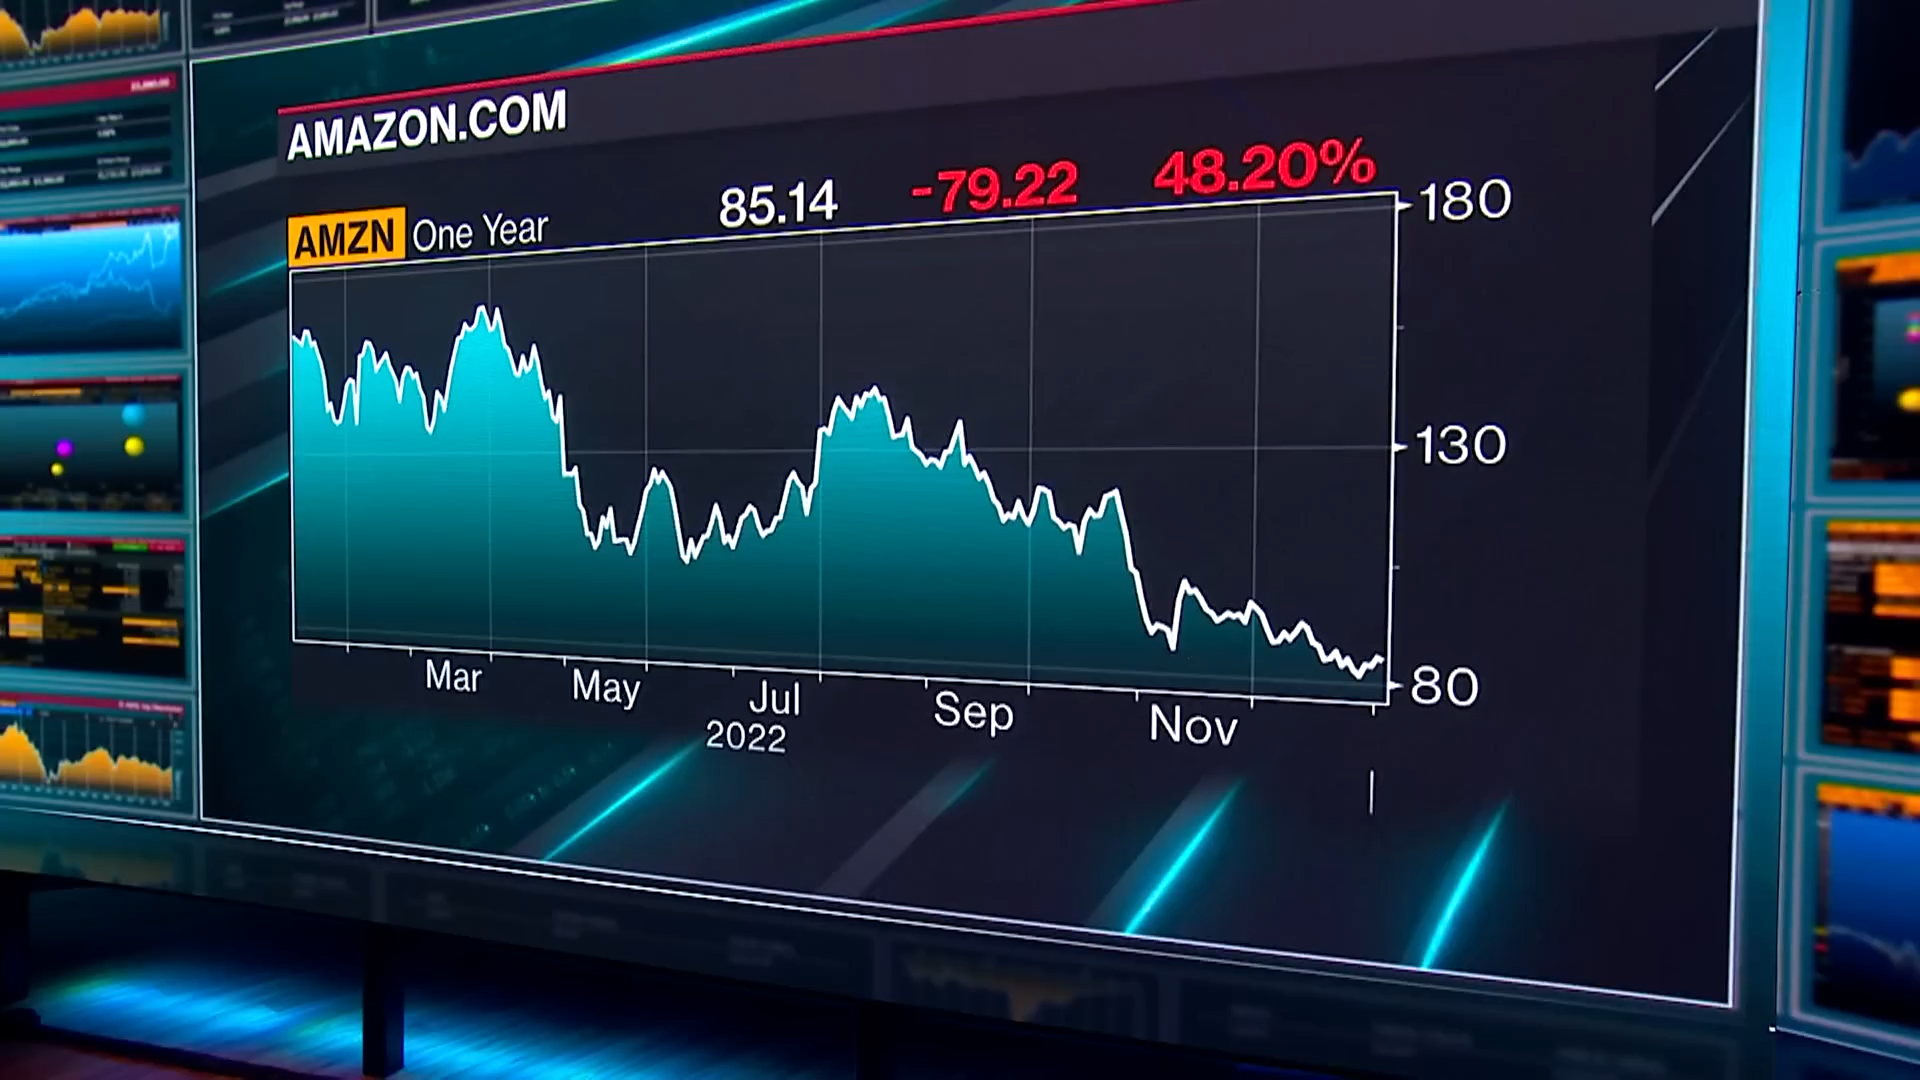 AMAZON.COM
AMZN One Year 85.14 -79.22 48.20%
180
130
80
Mar May Jul Sep Nov
2022